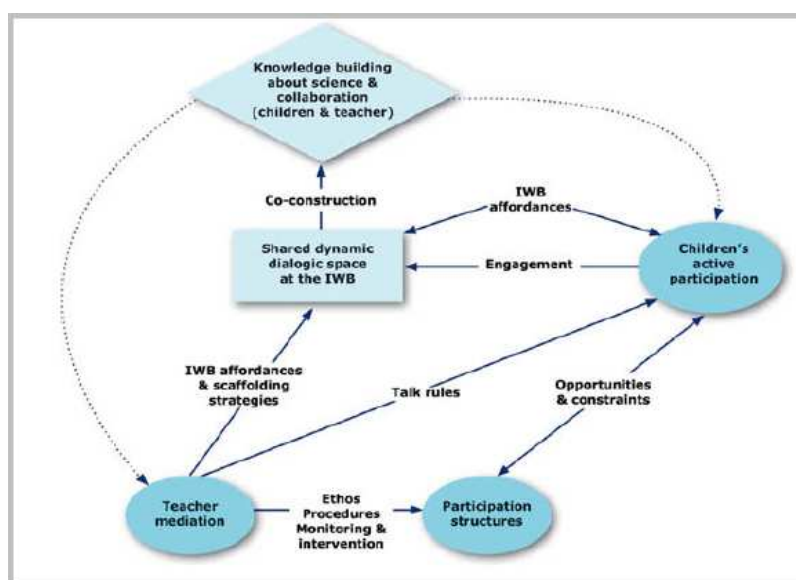 Knowledge building
about science &
collaboration
(children & teacher)
Co-construction
IWB
affordances
Shared dynamic
dialogic space
at the IWB
Engagement
Children's
active
participation
IWB affordances
& scaffolding
strategies
Talk rules
Opportunities
& constraints
Teacher
mediation
Ethos
Procedures
Monitoring &
intervention
Participation
structures